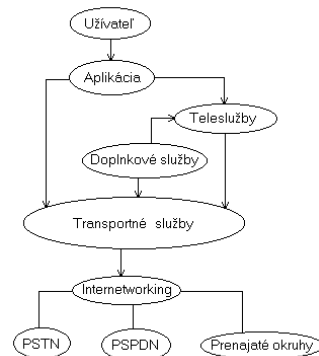 Užívateľ
Aplikácia
Teleslužby
Doplnkové služby
Transportné služby
Internetworking
PSTN
PSPDN
Prenajaté okruhy